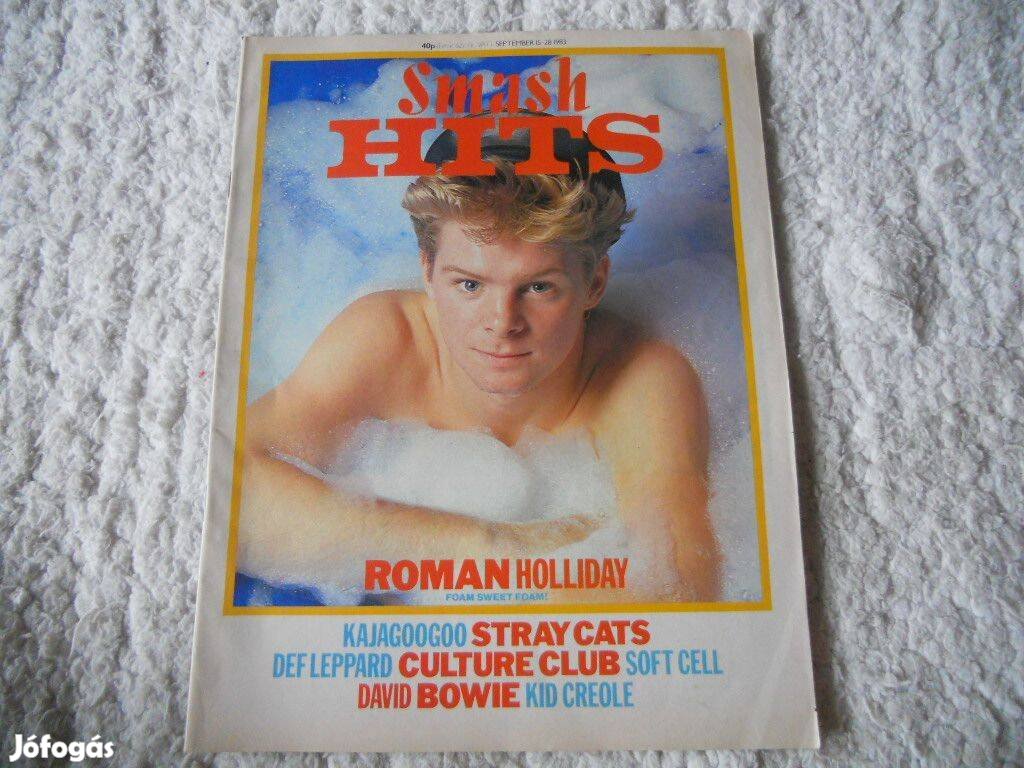 40p SEPTEMBER 15-28 1983
Smash
HITS
ROMAN HOLLIDAY
FOAM SWEET FOAM!
KAJAGOOGOO STRAY CATS
DEF LEPPARD CULTURE CLUB SOFT CELL
DAVID BOWIE KID CREOLE
Jófogás